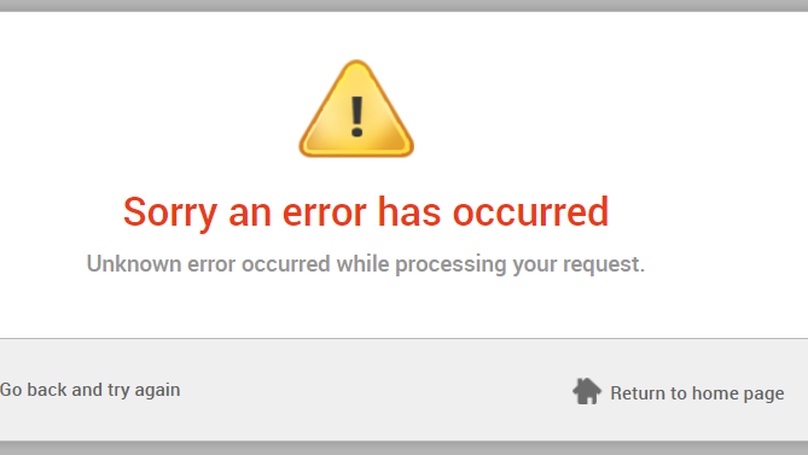 !
Sorry an error has occurred
Unknown error occurred while processing your request.
Go back and try again
Return to home page